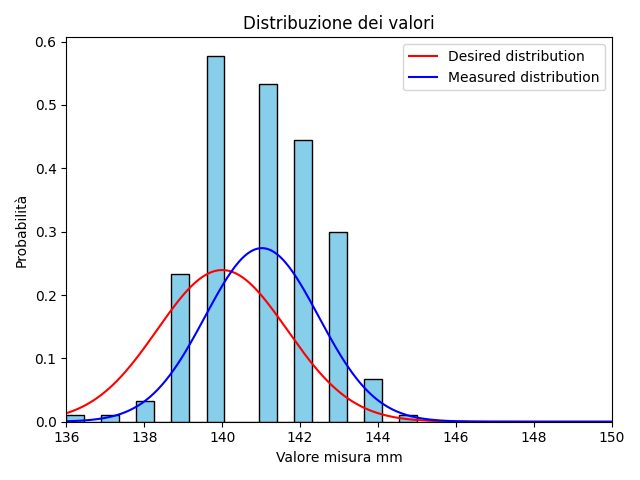 Distribuzione dei valori
Desired distribution
Measured distribution
Probabilità
0.6
0.5
0.4
0.3
0.2
0.1
0.0
136 138 140 142 144 146 148 150
Valore misura mm